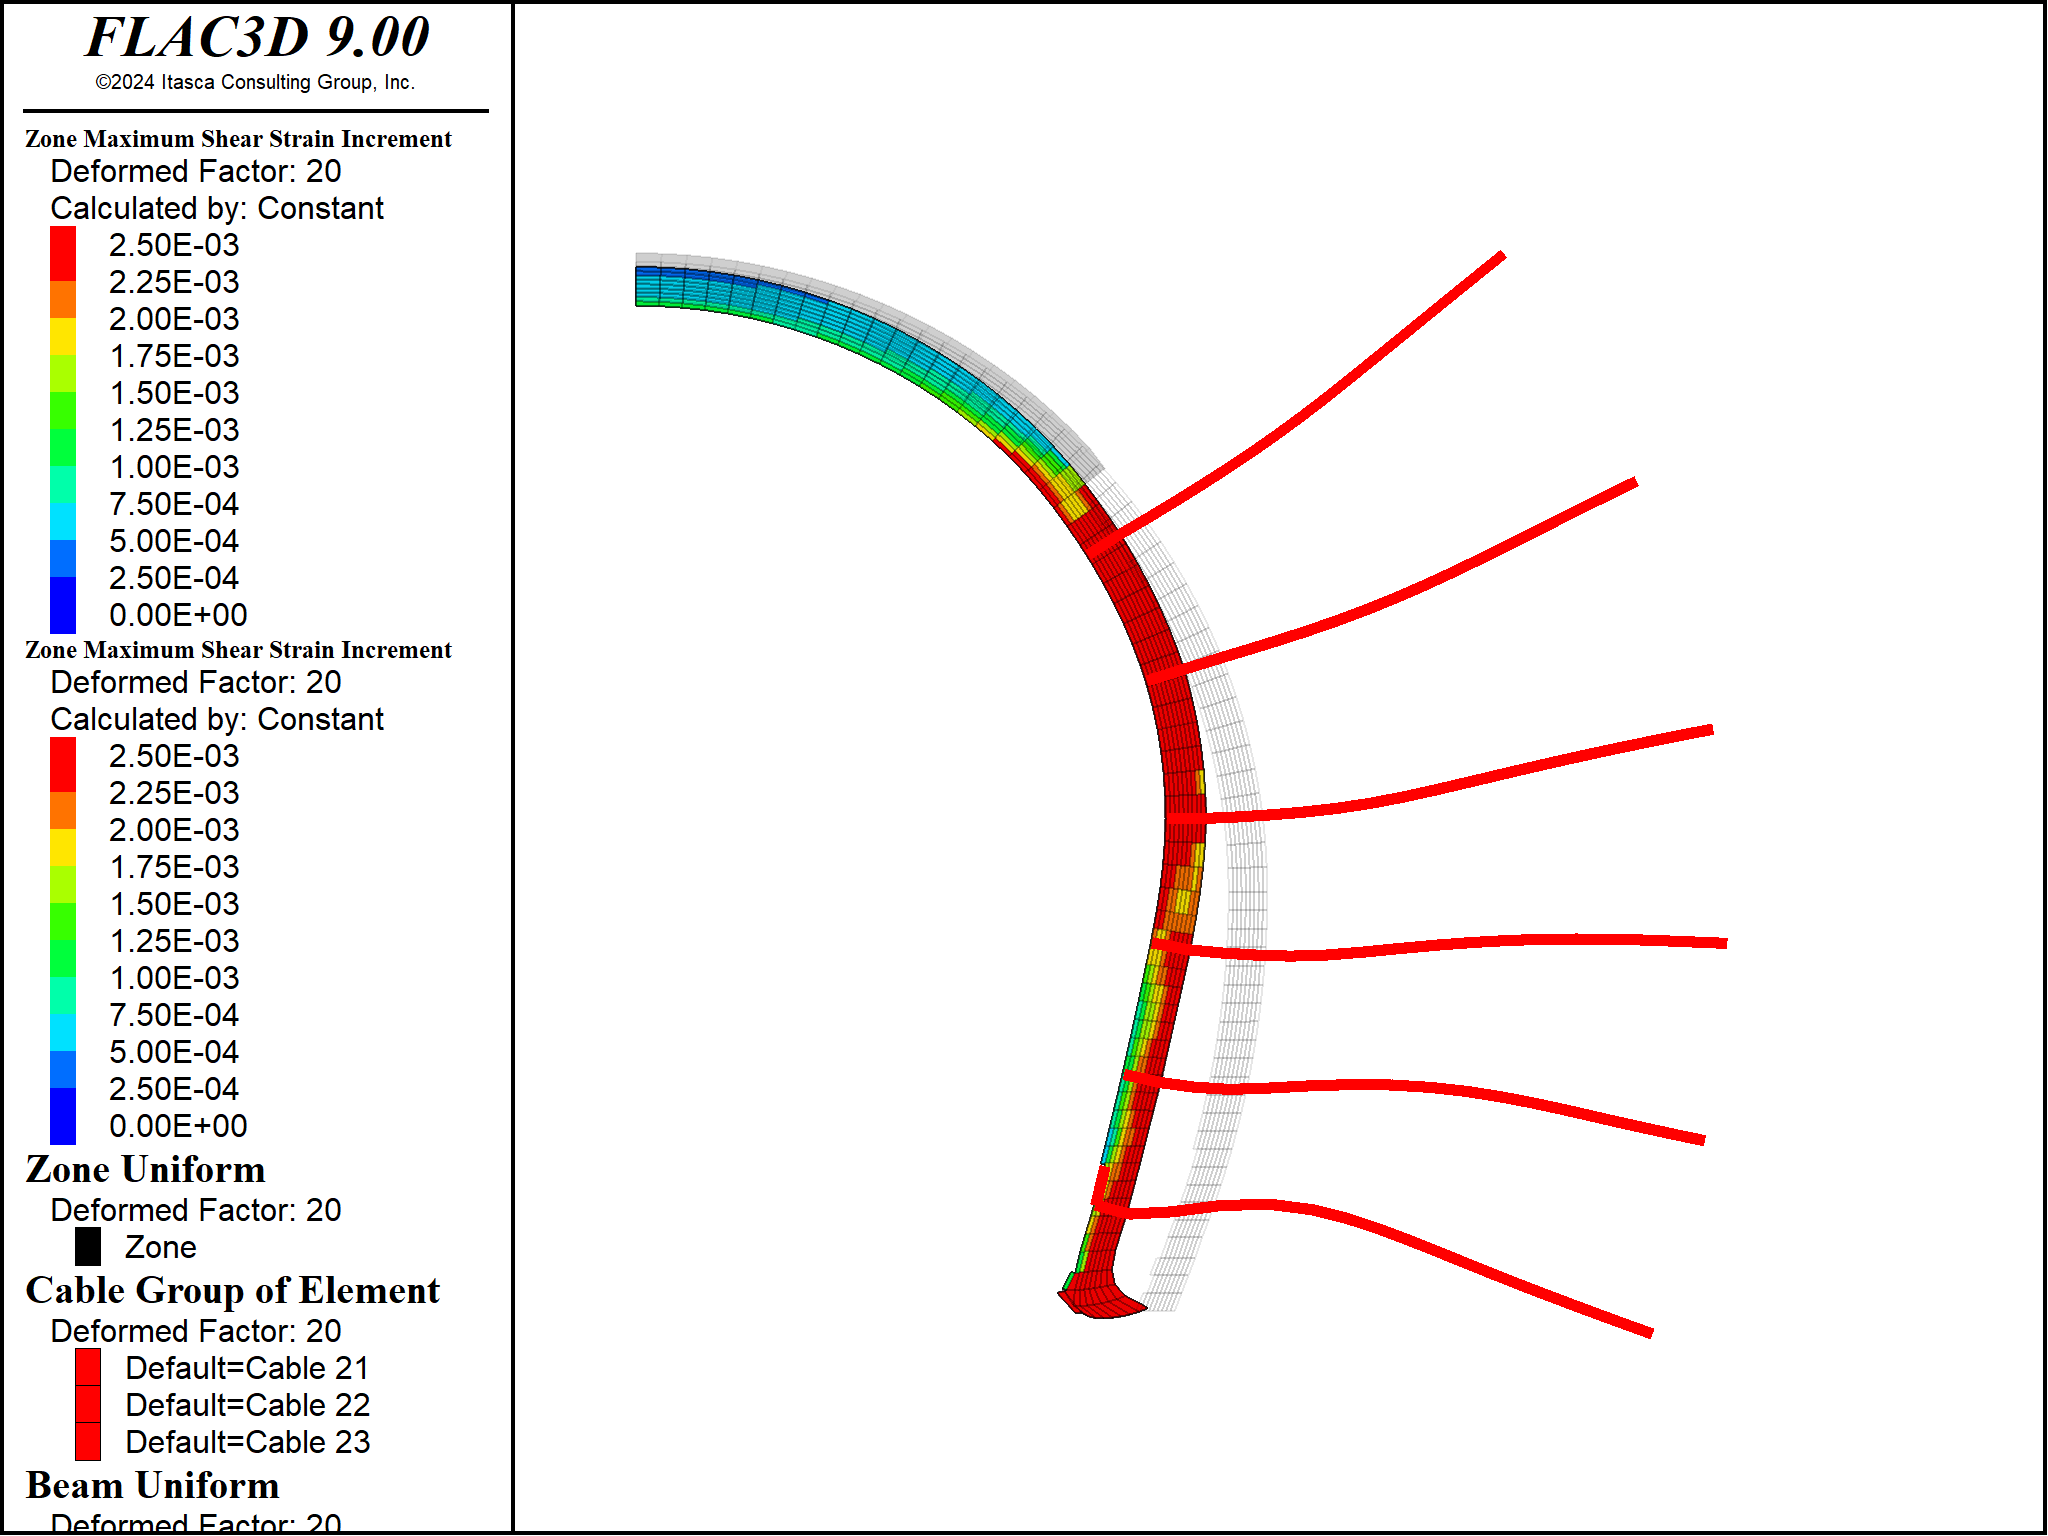 FLAC3D 9.00
©2024 Itasca Consulting Group, Inc.
Zone Maximum Shear Strain Increment
Deformed Factor: 20
Calculated by: Constant
2.50E-03
2.25E-03
2.00E-03
1.75E-03
1.50E-03
1.25E-03
1.00E-03
7.50E-04
5.00E-04
2.50E-04
0.00E+00
Zone Maximum Shear Strain Increment
Deformed Factor: 20
Calculated by: Constant
2.50E-03
2.25E-03
2.00E-03
1.75E-03
1.50E-03
1.25E-03
1.00E-03
7.50E-04
5.00E-04
2.50E-04
0.00E+00
Zone Uniform
Deformed Factor: 20
Zone
Cable Group of Element
Deformed Factor: 20
Default=Cable 21
Default=Cable 22
Default=Cable 23
Beam Uniform
Deformed Factor: 20